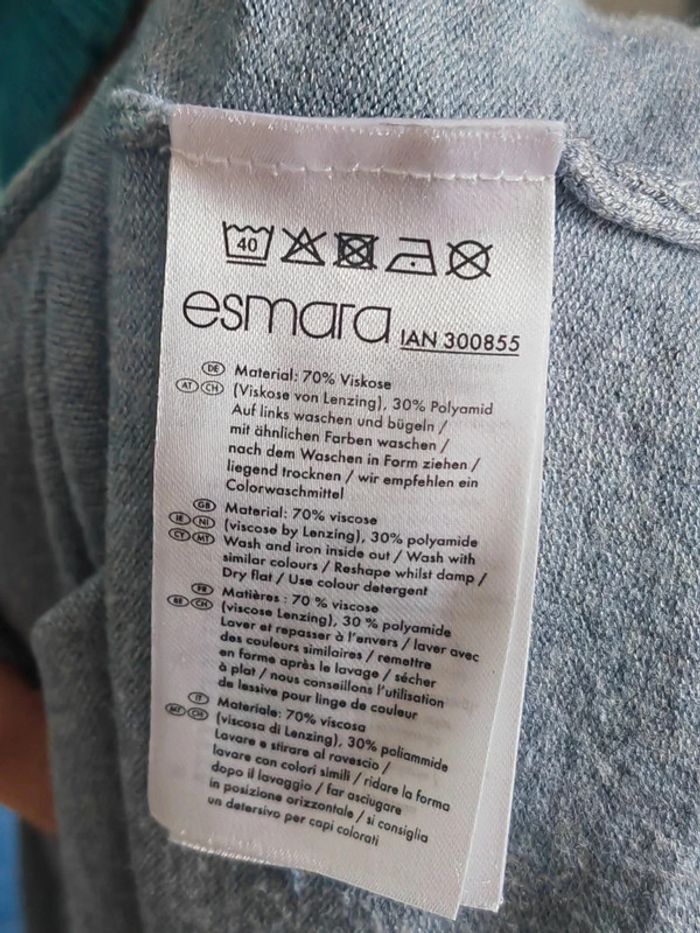 40
esmara IAN 300855
DE Material: 70% Viskose
AT CH (Viskose von Lenzing), 30% Polyamid
Auf links waschen und bügeln /
mit ähnlichen Farben waschen /
nach dem Waschen in Form ziehen /
liegend trocknen / wir empfehlen ein
Colorwaschmittel
GB Material: 70% viscose
IE NI (viscose by Lenzing), 30% polyamide
CY MT Wash and iron inside out / Wash with
similar colours / Reshape whilst damp /
Dry flat / Use colour detergent
FR Matières : 70 % viscose
BE CH (viscose Lenzing), 30 % polyamide
Laver et repasser à l'envers / laver avec
des couleurs similaires / remettre
en forme après le lavage / sécher
à plat / nous conseillons l'utilisation
de lessive pour linge de couleur
IT Materiale: 70% viscosa
MT CH (viscosa di Lenzing), 30% poliammide
Lavare e stirare al rovescio /
lavare con colori simili / ridare la forma
dopo il lavaggio / far asciugare
in posizione orizzontale / si consiglia
un detersivo per capi colorati